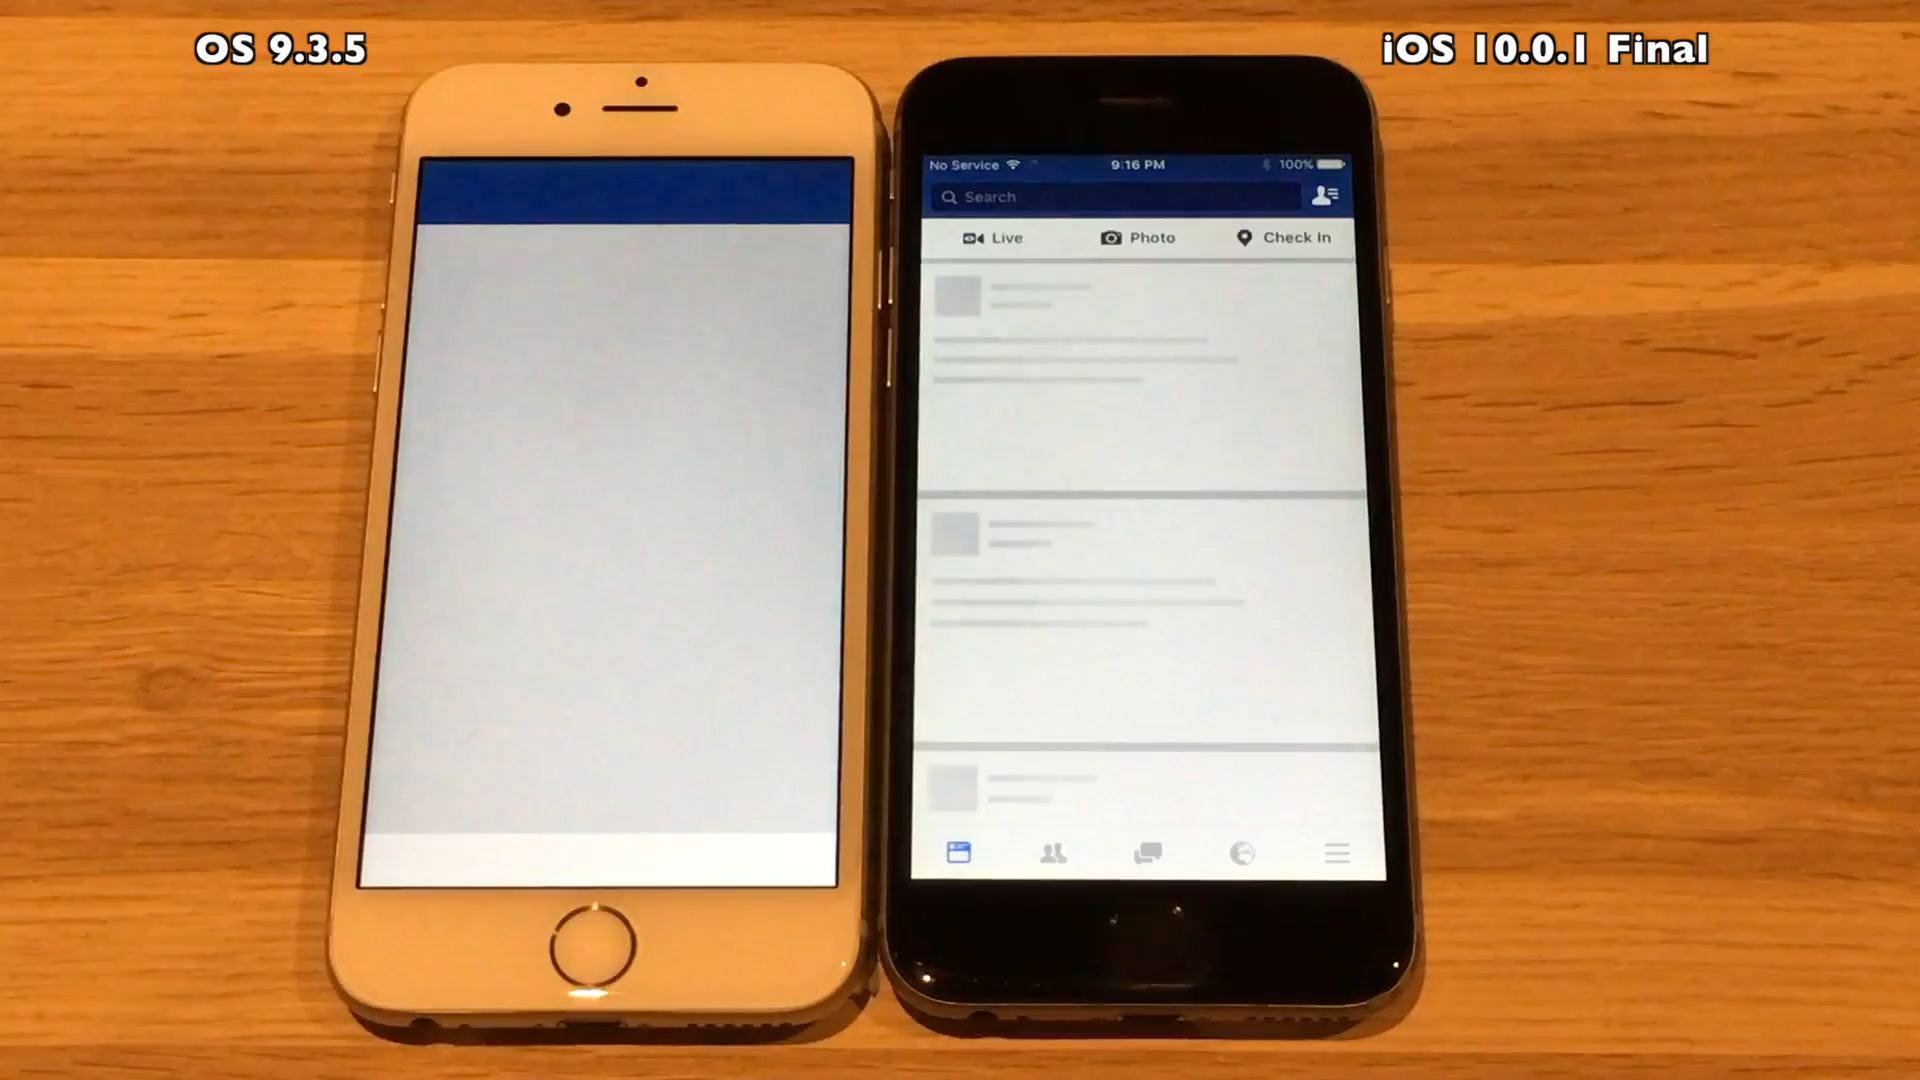 OS 9.3.5
iOS 10.0.1 Final
No Service 9:16 PM 100%
Search
Live Photo Check In